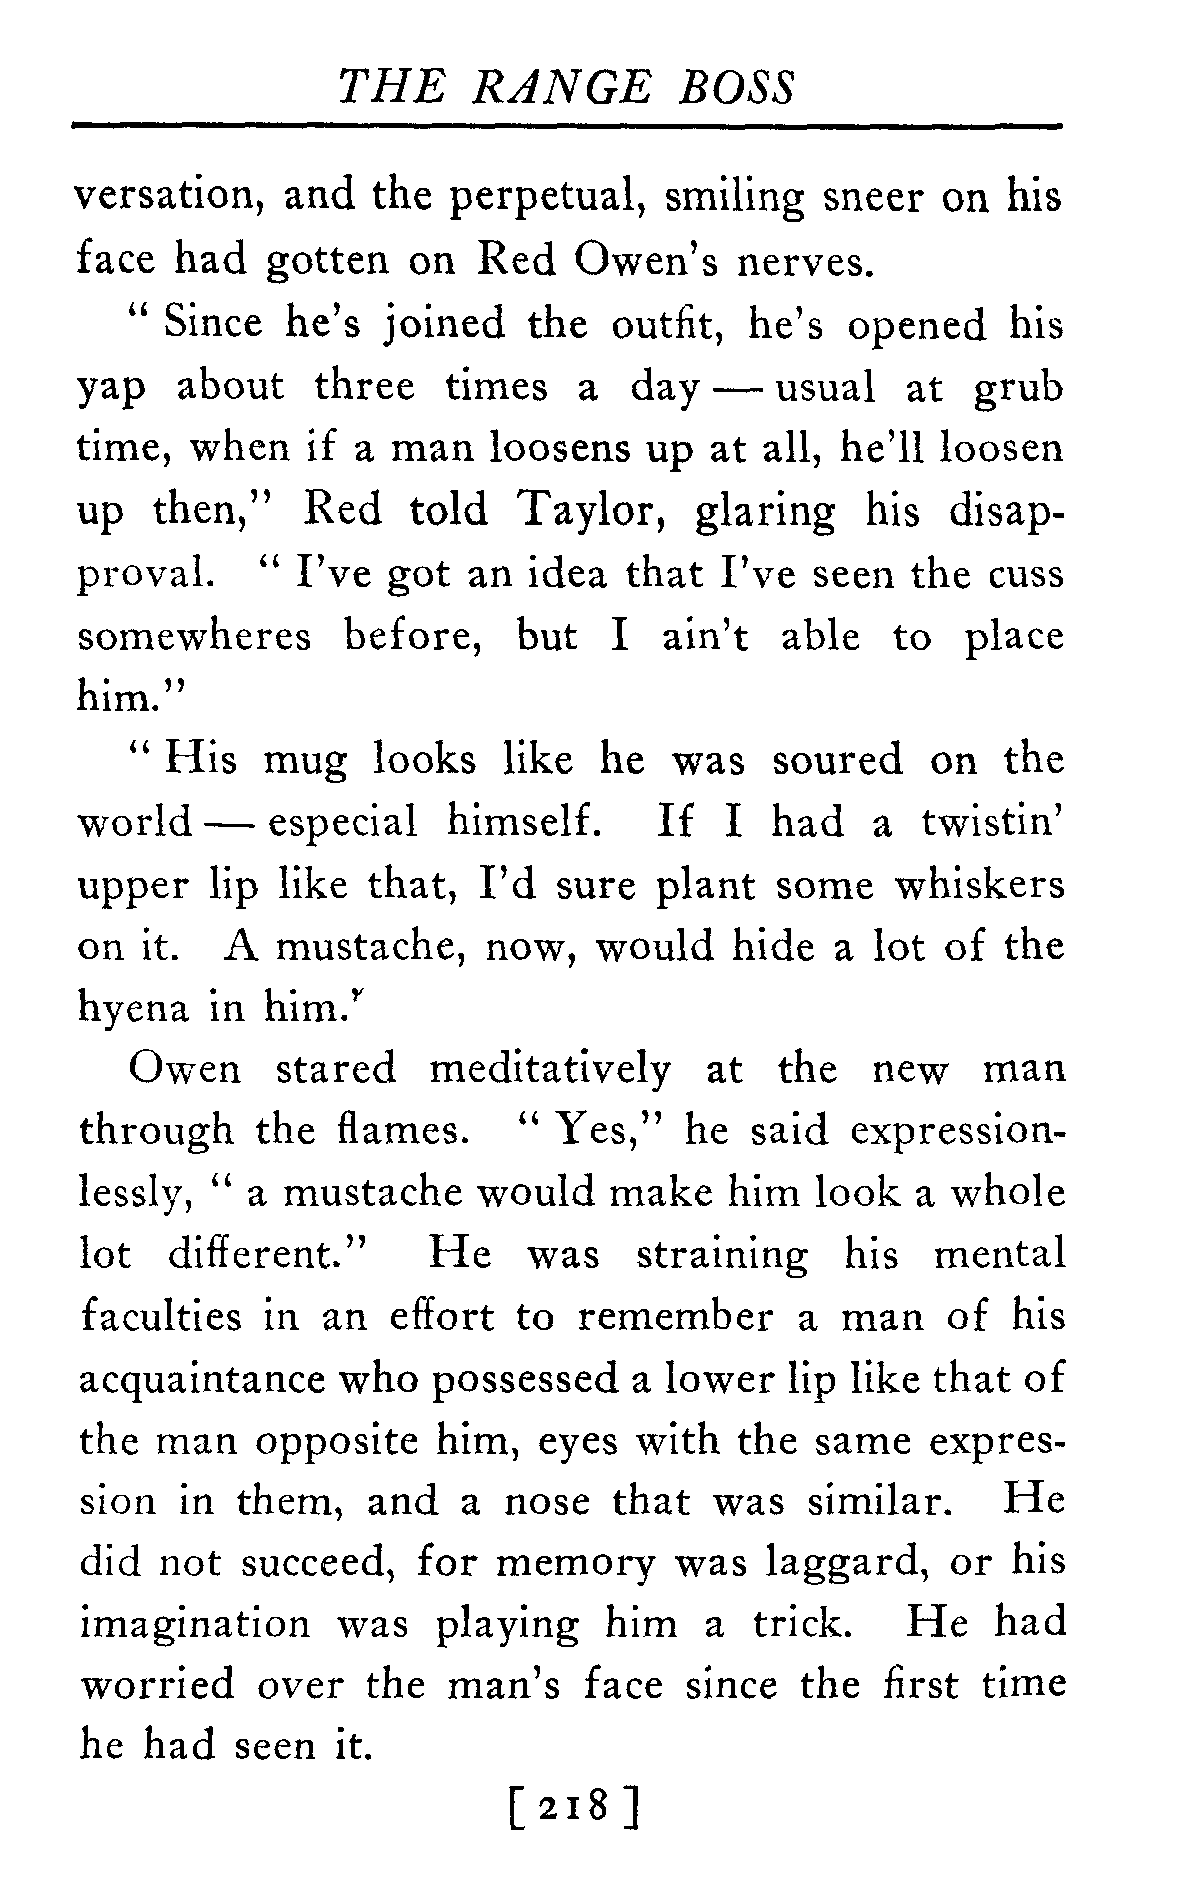 THE RANGE BOSS
versation, and the perpetual, smiling sneer on his
face had gotten on Red Owen's nerves.
“ Since he's joined the outfit, he's opened his
yap about three times a day — usual at grub
time, when if a man loosens up at all, he'll loosen
up then,” Red told Taylor, glaring his disap-
proval. “ I've got an idea that I've seen the cuss
somewheres before, but I ain't able to place
him.”
“ His mug looks like he was soured on the
world — especial himself. If I had a twistin'
upper lip like that, I'd sure plant some whiskers
on it. A mustache, now, would hide a lot of the
hyena in him.”
Owen stared meditatively at the new man
through the flames. “ Yes,” he said expression-
lessly, “ a mustache would make him look a whole
lot different.” He was straining his mental
faculties in an effort to remember a man of his
acquaintance who possessed a lower lip like that of
the man opposite him, eyes with the same expres-
sion in them, and a nose that was similar. He
did not succeed, for memory was laggard, or his
imagination was playing him a trick. He had
worried over the man's face since the first time
he had seen it.
[ 218 ]